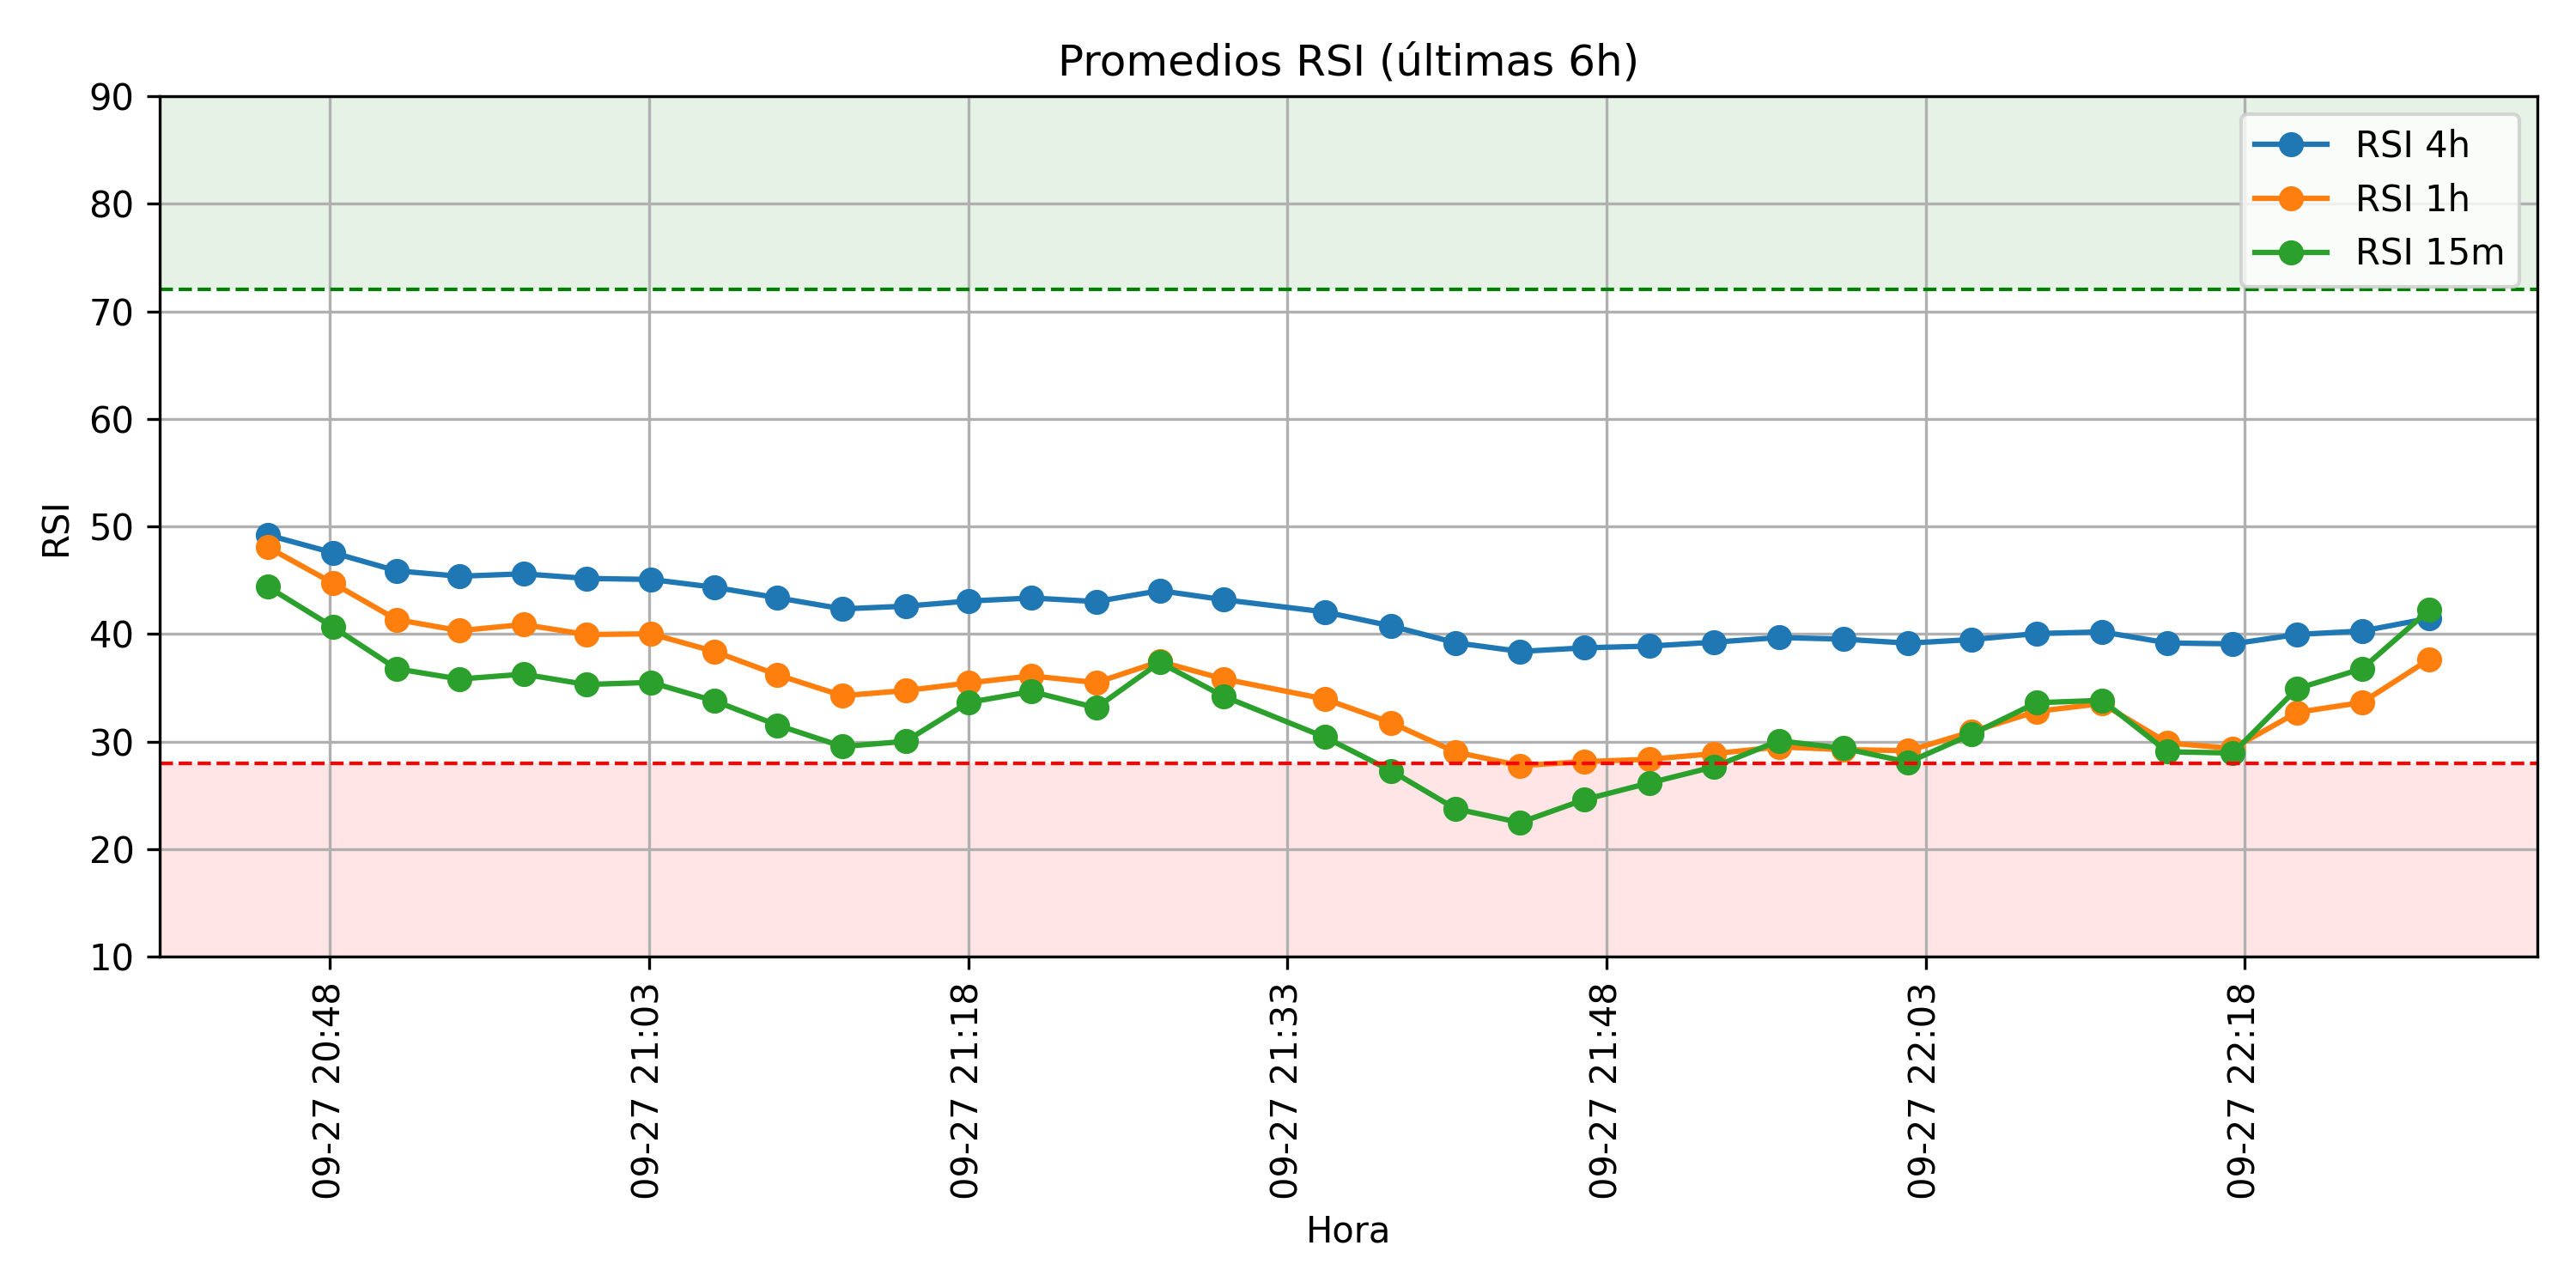 Promedios RSI (últimas 6h)
90
80
70
60
50
40
30
20
10
RSI
RSI 4h
RSI 1h
RSI 15m
09-27 20:48
09-27 21:03
09-27 21:18
09-27 21:33
09-27 21:48
09-27 22:03
09-27 22:18
Hora